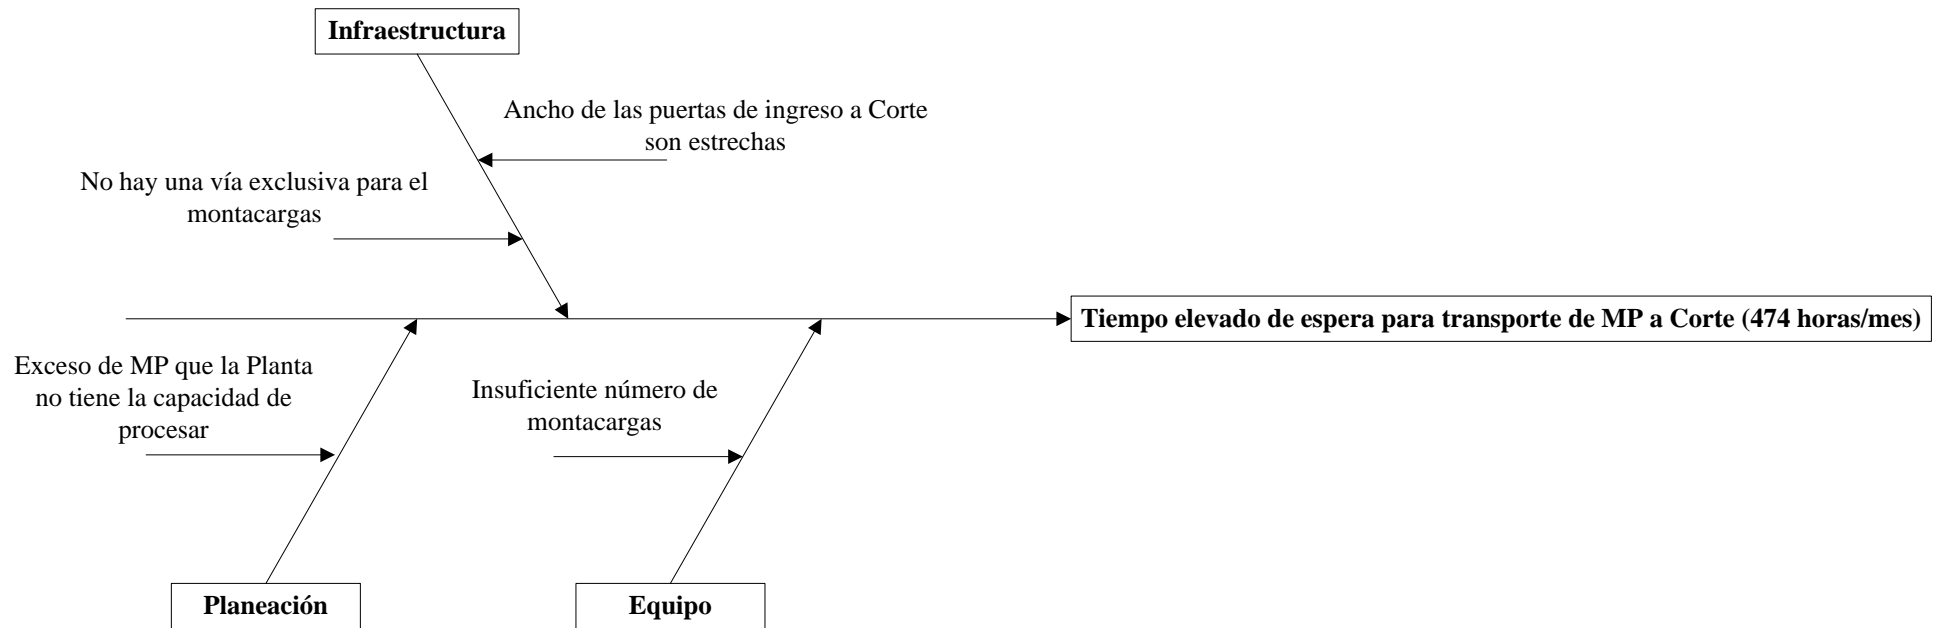 Infraestructura
Ancho de las puertas de ingreso a Corte
son estrechas
No hay una vía exclusiva para el
montacargas
Tiempo elevado de espera para transporte de MP a Corte (474 horas/mes)
Exceso de MP que la Planta
no tiene la capacidad de
procesar
Insuficiente número de
montacargas
Planeación
Equipo